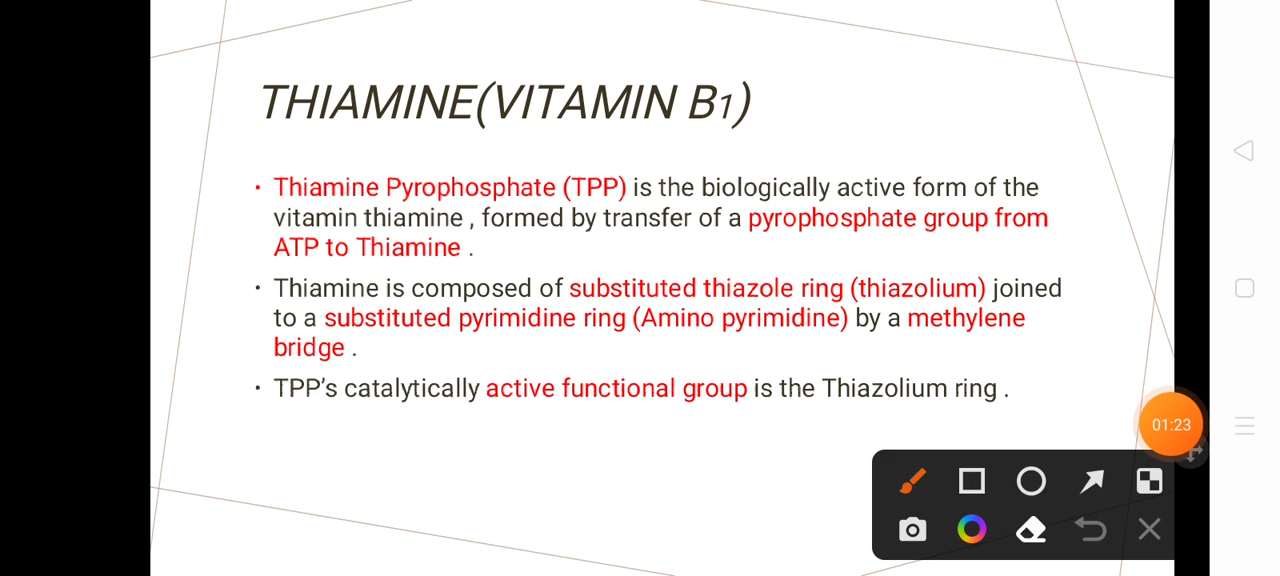 THIAMINE(VITAMIN B1)
• Thiamine Pyrophosphate (TPP) is the biologically active form of the
vitamin thiamine , formed by transfer of a pyrophosphate group from
ATP to Thiamine .
• Thiamine is composed of substituted thiazole ring (thiazolium) joined
to a substituted pyrimidine ring (Amino pyrimidine) by a methylene
bridge .
• TPP’s catalytically active functional group is the Thiazolium ring .
01:23